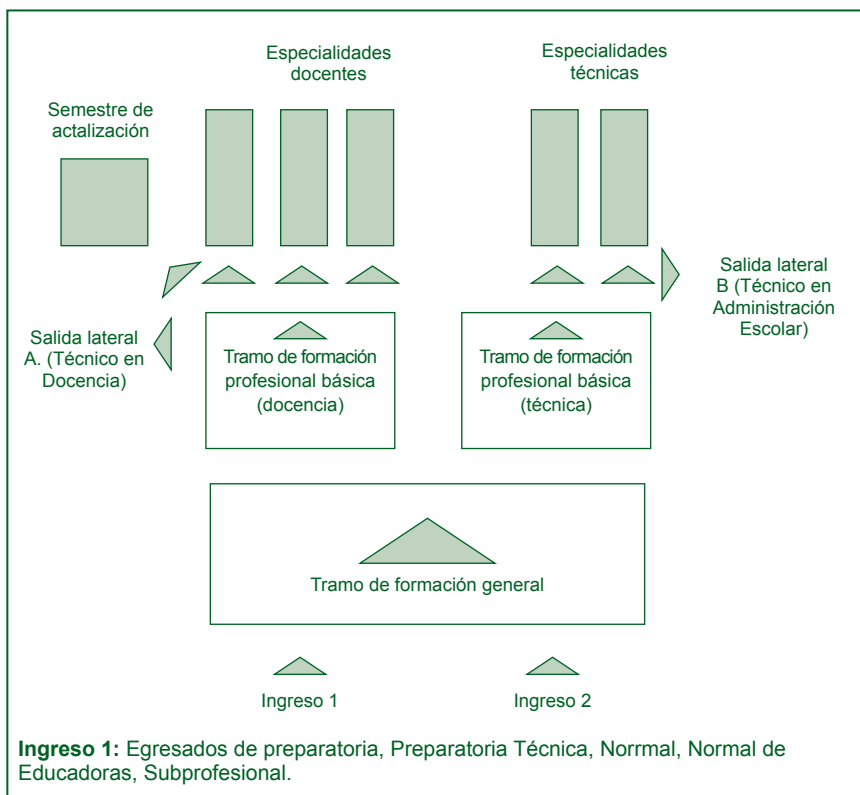 Especialidades
docentes
Especialidades
técnicas
Semestre de
actalización
Salida lateral
B (Técnico en
Administración
Escolar)
Salida lateral
A. (Técnico en
Docencia)
Tramo de formación
profesional básica
(docencia)
Tramo de formación
profesional básica
(técnica)
Tramo de formación general
Ingreso 1
Ingreso 2
Ingreso 1: Egresados de preparatoria, Preparatoria Técnica, Norrmal, Normal de
Educadoras, Subprofesional.